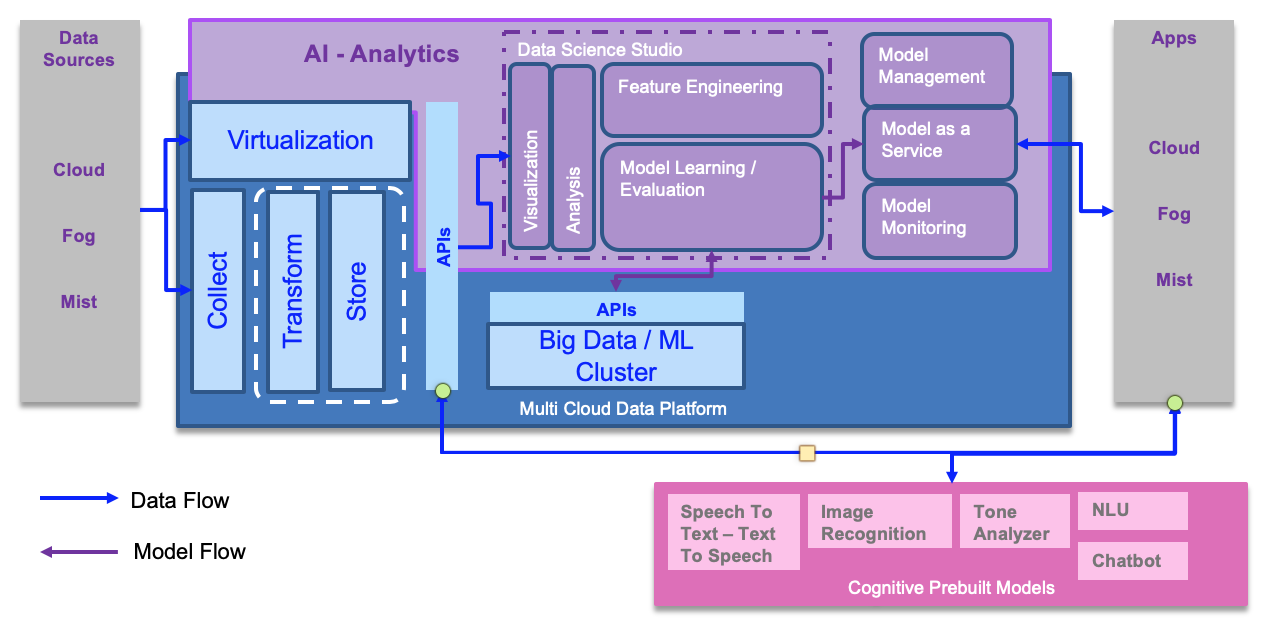 Data
Sources
Cloud
Fog
Mist
AI - Analytics
Virtualization
Collect
Transform
Store
APIs
Data Science Studio
Visualization
Analysis
Feature Engineering
Model Learning /
Evaluation
Model
Management
Model as a
Service
Model
Monitoring
APIs
Big Data / ML
Cluster
Multi Cloud Data Platform
Apps
Cloud
Fog
Mist
Data Flow
Model Flow
Speech To
Text – Text
To Speech
Image
Recognition
Tone
Analyzer
NLU
Chatbot
Cognitive Prebuilt Models